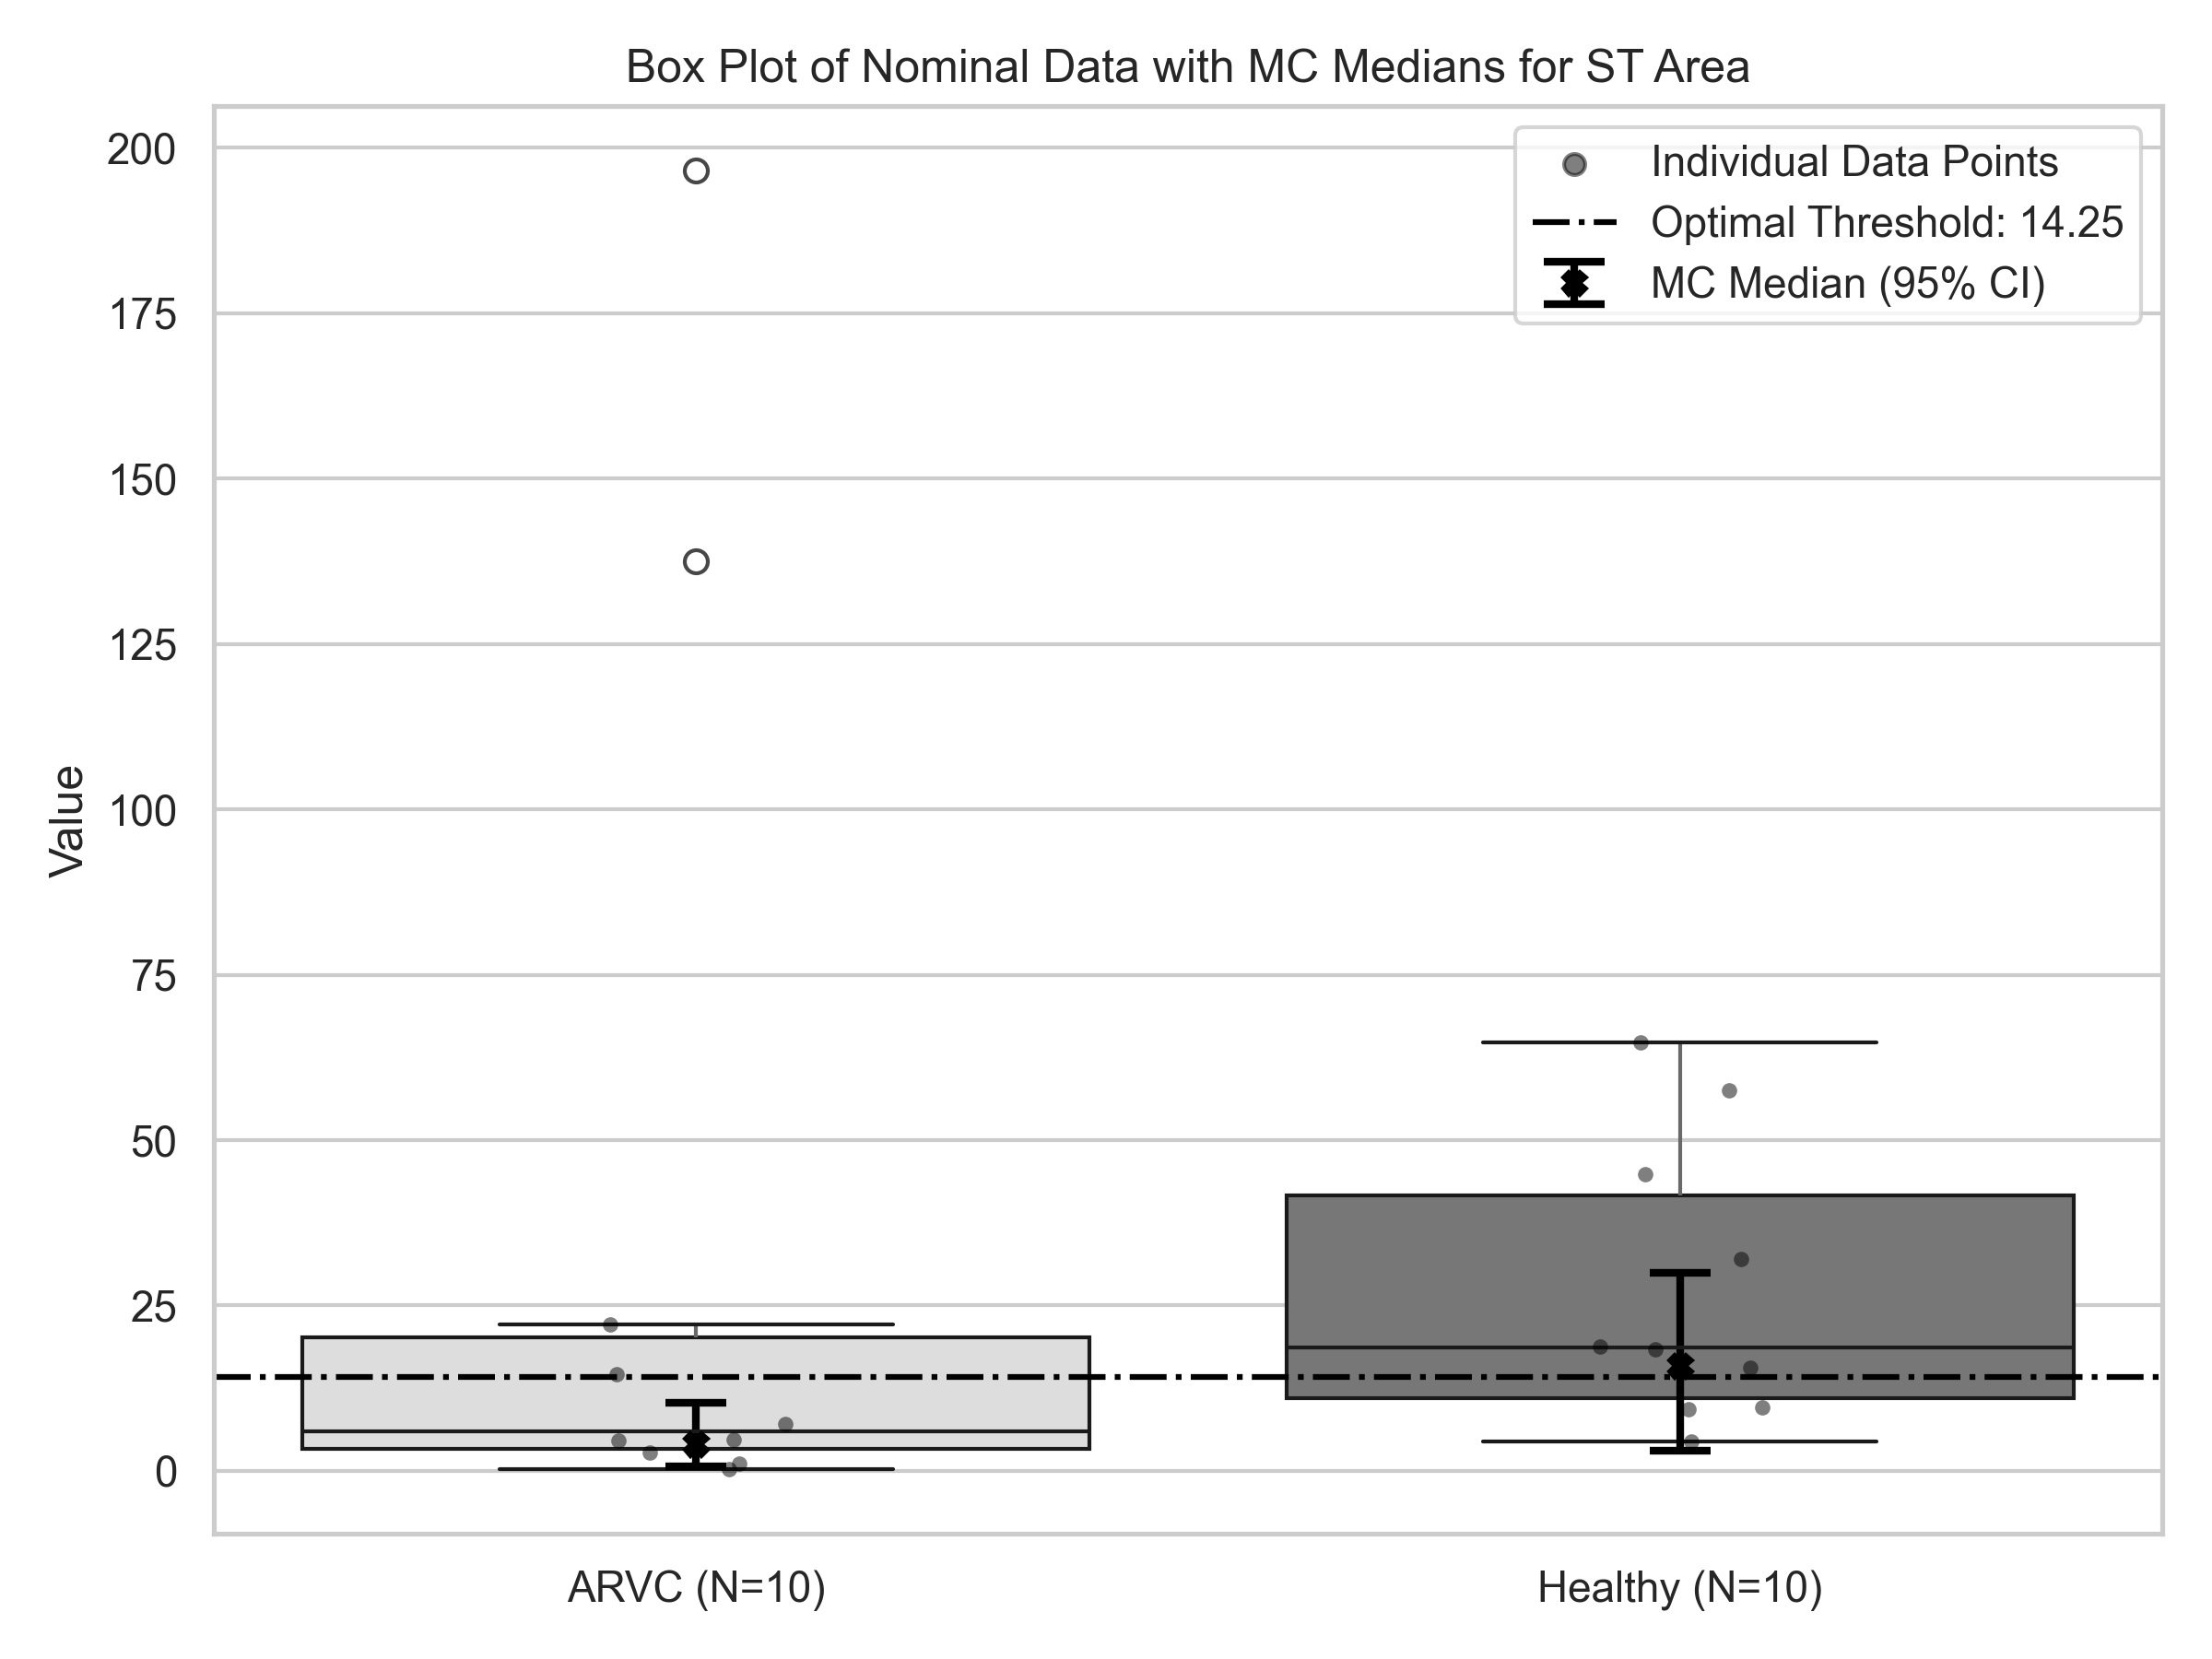 Box Plot of Nominal Data with MC Medians for ST Area
Individual Data Points
Optimal Threshold: 14.25
MC Median (95% CI)
200
175
150
125
100
75
50
25
0
Value
ARVC (N=10)
Healthy (N=10)